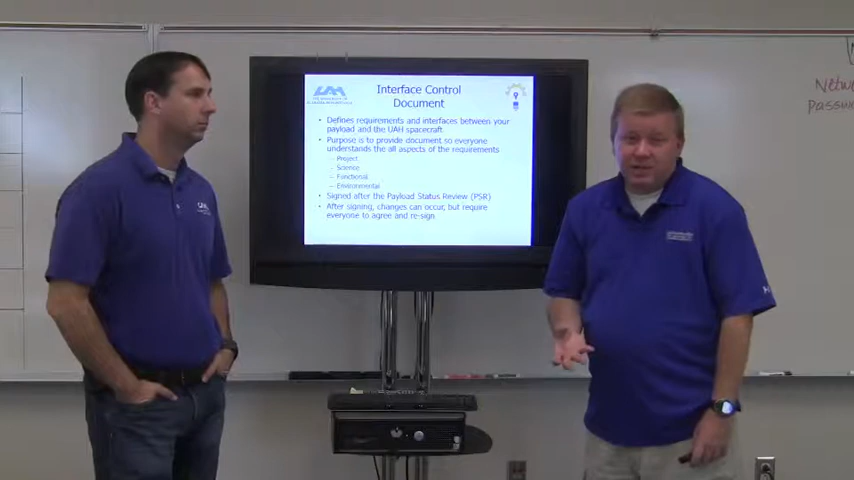 Interface Control
Document
UAH
• Defines requirements and interfaces between your
payload and the UAH spacecraft
• Purpose is to provide document so everyone
understands the all aspects of the requirements
– Project
– Science
– Functional
– Environmental
• Signed after the Payload Status Review (PSR)
• After signing, changes can occur, but require
everyone to agree and re-sign